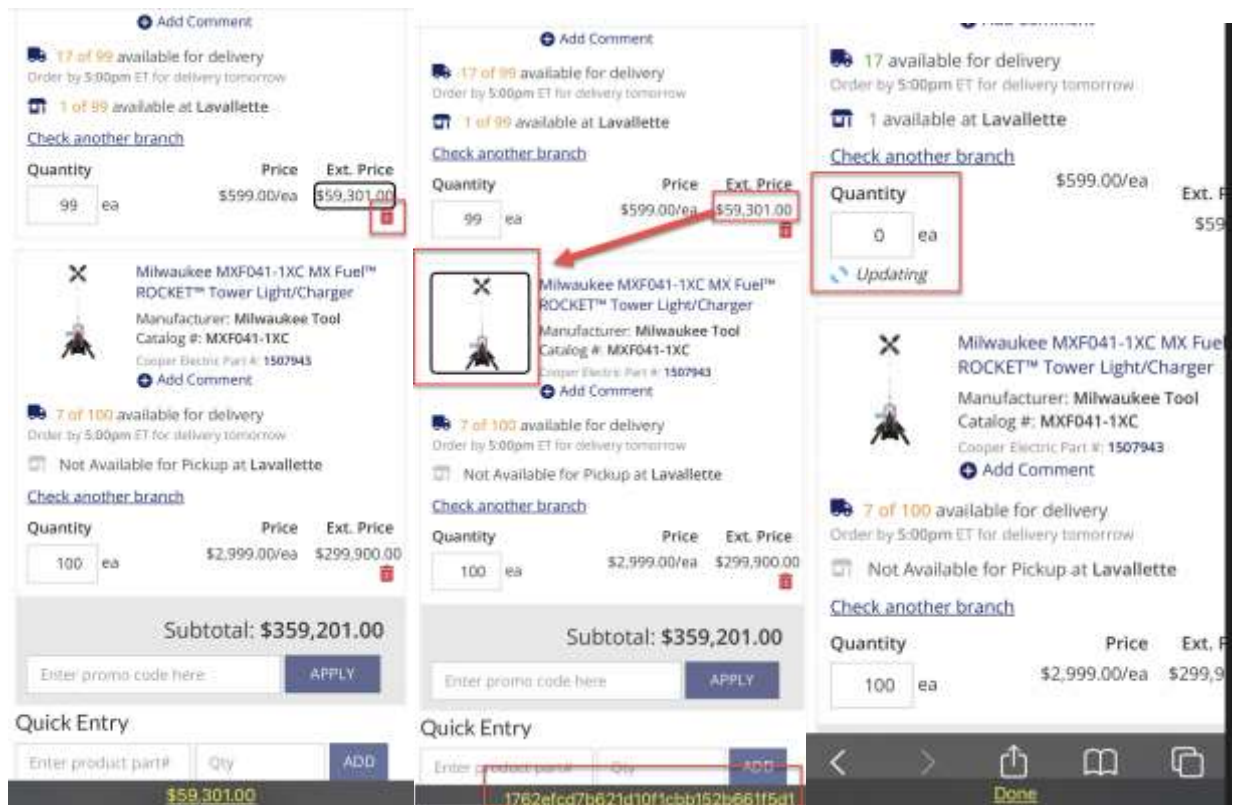 Add Comment
17 of 99 available for delivery
Order by 5:00pm ET for delivery tomorrow
1 of 99 available at Lavallette
Check another branch
Quantity Price Ext. Price
99 ea $599.00/ea $59,301.00
Milwaukee MXF041-1XC MX Fuel™
ROCKET™ Tower Light/Charger
Manufacturer: Milwaukee Tool
Catalog #: MXF041-1XC
Cooper Electric Part #: 1507943
Add Comment
7 of 100 available for delivery
Order by 5:00pm ET for delivery tomorrow
Not Available for Pickup at Lavallette
Check another branch
Quantity Price Ext. Price
100 ea $2,999.00/ea $299,900.00
Subtotal: $359,201.00
Enter promo code here APPLY
Quick Entry
Enter product part# Qty ADD
$59,301.00
Add Comment
17 of 99 available for delivery
Order by 5:00pm ET for delivery tomorrow
1 of 99 available at Lavallette
Check another branch
Quantity Price Ext. Price
99 ea $599.00/ea $59,301.00
Milwaukee MXF041-1XC MX Fuel™
ROCKET™ Tower Light/Charger
Manufacturer: Milwaukee Tool
Catalog #: MXF041-1XC
Cooper Electric Part #: 1507943
Add Comment
7 of 100 available for delivery
Order by 5:00pm ET for delivery tomorrow
Not Available for Pickup at Lavallette
Check another branch
Quantity Price Ext. Price
100 ea $2,999.00/ea $299,900.00
Subtotal: $359,201.00
Enter promo code here APPLY
Quick Entry
Enter product part# Qty ADD
1762efcd7b621d10f1cbb152b661f5d1
17 available for delivery
Order by 5:00pm ET for delivery tomorrow
1 available at Lavallette
Check another branch
Quantity $599.00/ea Ext. P
0 ea $59
Updating
Milwaukee MXF041-1XC MX Fue
ROCKET™ Tower Light/Charger
Manufacturer: Milwaukee Tool
Catalog #: MXF041-1XC
Cooper Electric Part #: 1507943
Add Comment
7 of 100 available for delivery
Order by 5:00pm ET for delivery tomorrow
Not Available for Pickup at Lavallette
Check another branch
Quantity Price Ext. P
100 ea $2,999.00/ea $299,9
Done